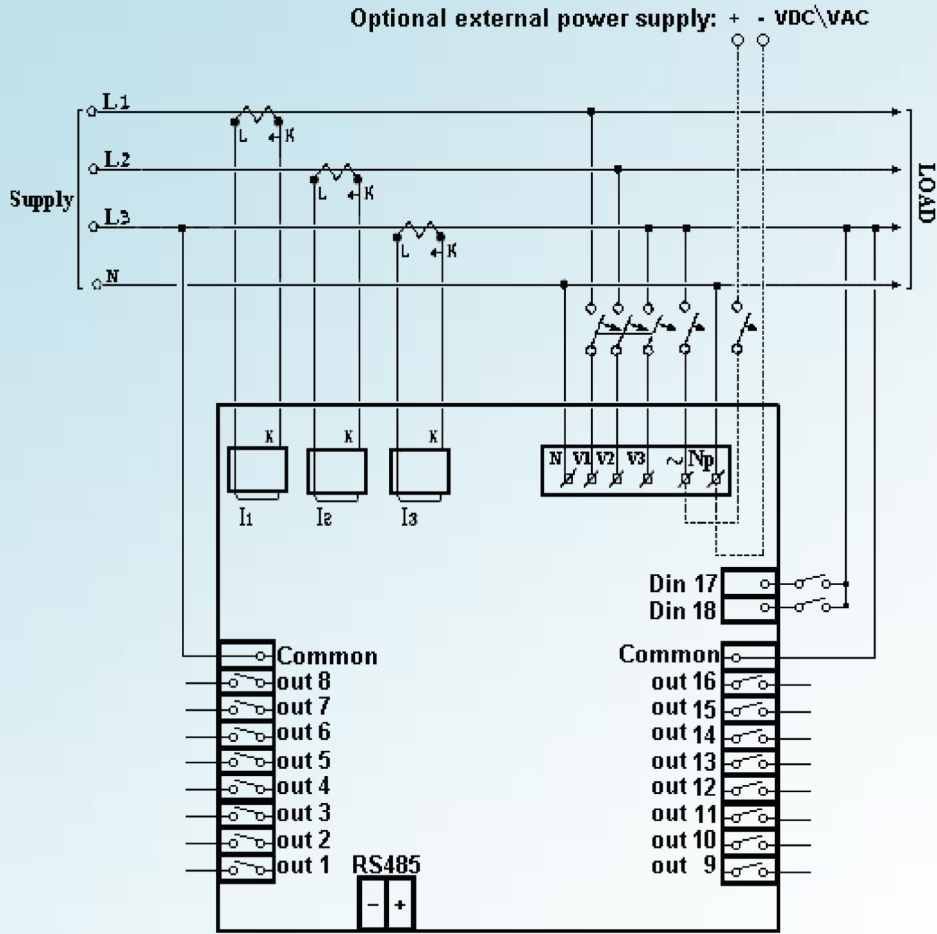 Optional external power supply: + - VDC\VAC
L1
L K
L2
L K
Supply
L3
L K
LOAD
N
K K K
N V1 V2 V3 ~ Np
I1 I2 I3
Din 17
Din 18
Common
out 8
out 7
out 6
out 5
out 4
out 3
out 2
out 1
RS485
- +
Common
out 16
out 15
out 14
out 13
out 12
out 11
out 10
out 9